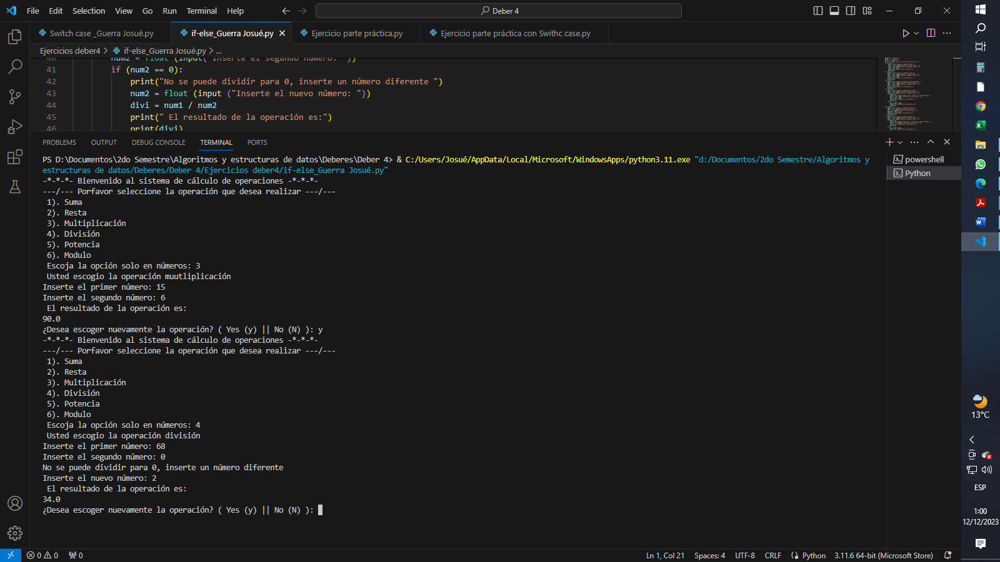 File Edit Selection View Go Run Terminal Help
Deber 4
Switch case _Guerra Josué.py
if-else_Guerra Josué.py
Ejercicio parte práctica.py
Ejercicio parte práctica con Swithc case.py
Ejercicios deber4 > if-else_Guerra Josué.py > ...
40 num2 = float (input("Inserte el segundo número: "))
41 if (num2 == 0):
42 print("No se puede dividir para 0, inserte un número diferente ")
43 num2 = float (input ("Inserte el nuevo número: "))
44 divi = num1 / num2
45 print(" El resultado de la operación es:")
46 print(divi)
PROBLEMS OUTPUT DEBUG CONSOLE TERMINAL PORTS
powershell
Python
PS D:\Documentos\2do Semestre\Algoritmos y estructuras de datos\Deberes\Deber 4> & C:/Users/Josué/AppData/Local/Microsoft/WindowsApps/python3.11.exe "d:/Documentos/2do Semestre/Algoritmos y
estructuras de datos/Deberes/Deber 4/Ejercicios deber4/if-else_Guerra Josué.py"
-*-*-*- Bienvenido al sistema de cálculo de operaciones -*-*-*-
---/--- Porfavor seleccione la operación que desea realizar ---/---
1). Suma
2). Resta
3). Multiplicación
4). División
5). Potencia
6). Modulo
Escoja la opción solo en números: 3
Usted escogio la operación muutliplicación
Inserte el primer número: 15
Inserte el segundo número: 6
El resultado de la operación es:
90.0
¿Desea escoger nuevamente la operación? ( Yes (y) || No (N) ): y
-*-*-*- Bienvenido al sistema de cálculo de operaciones -*-*-*-
---/--- Porfavor seleccione la operación que desea realizar ---/---
1). Suma
2). Resta
3). Multiplicación
4). División
5). Potencia
6). Modulo
Escoja la opción solo en números: 4
Usted escogio la operación división
Inserte el primer número: 68
Inserte el segundo número: 0
No se puede dividir para 0, inserte un número diferente
Inserte el nuevo número: 2
El resultado de la operación es:
34.0
¿Desea escoger nuevamente la operación? ( Yes (y) || No (N) ):
13°C
ESP
1:00
12/12/2023
0 0 0
Ln 1, Col 21 Spaces: 4 UTF-8 CRLF Python 3.11.6 64-bit (Microsoft Store)